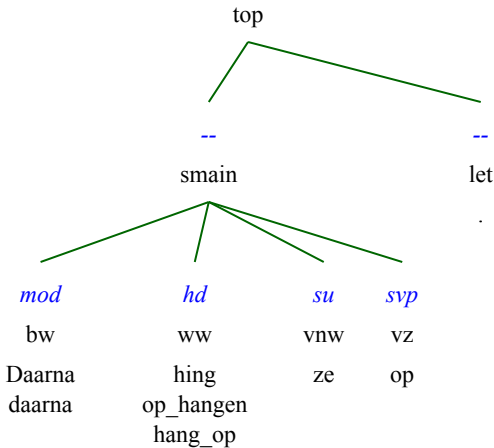 top
-- --
smain let
.
mod hd su svp
bw ww vnw vz
Daarna hing ze op
daarna op_hangen
hang_op